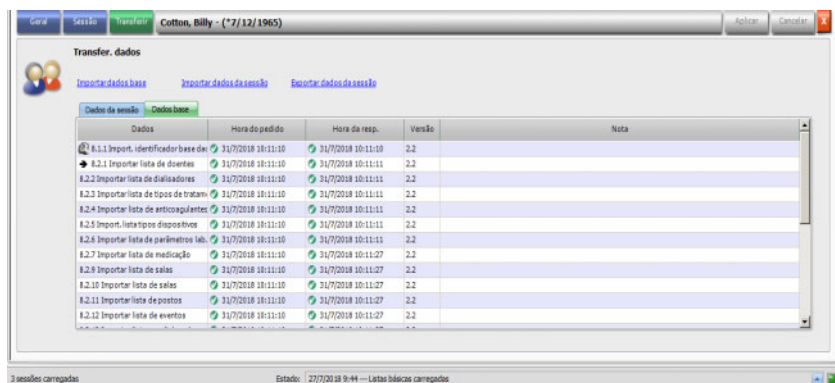 Geral Sessão Transferir Cotton, Billy - (*7/12/1965) Aplicar Cancelar X
Transfer. dados
Importar dados base Importar dados da sessão Exportar dados da sessão
Dados da sessão Dados base
Dados Hora do pedido Hora da resp. Versão Nota
8.1.1 Import. identificador base da 31/7/2018 10:11:10 31/7/2018 10:11:10 2.2
8.2.1 Importar lista de doentes 31/7/2018 10:11:10 31/7/2018 10:11:11 2.2
8.2.2 Importar lista de dialisadores 31/7/2018 10:11:10 31/7/2018 10:11:11 2.2
8.2.3 Importar lista de tipos de tratam 31/7/2018 10:11:10 31/7/2018 10:11:11 2.2
8.2.4 Importar lista de anticoagulantes 31/7/2018 10:11:10 31/7/2018 10:11:11 2.2
8.2.5 Import. lista tipos dispositivos 31/7/2018 10:11:10 31/7/2018 10:11:11 2.2
8.2.6 Importar lista de parâmetros lab. 31/7/2018 10:11:10 31/7/2018 10:11:11 2.2
8.2.7 Importar lista de medicação 31/7/2018 10:11:10 31/7/2018 10:11:27 2.2
8.2.9 Importar lista de salas 31/7/2018 10:11:10 31/7/2018 10:11:27 2.2
8.2.10 Importar lista de salas 31/7/2018 10:11:10 31/7/2018 10:11:27 2.2
8.2.11 Importar lista de postos 31/7/2018 10:11:10 31/7/2018 10:11:27 2.2
8.2.12 Importar lista de eventos 31/7/2018 10:11:10 31/7/2018 10:11:27 2.2
3 sessões carregadas Estado: 27/7/2018 9:44 --- Listas básicas carregadas